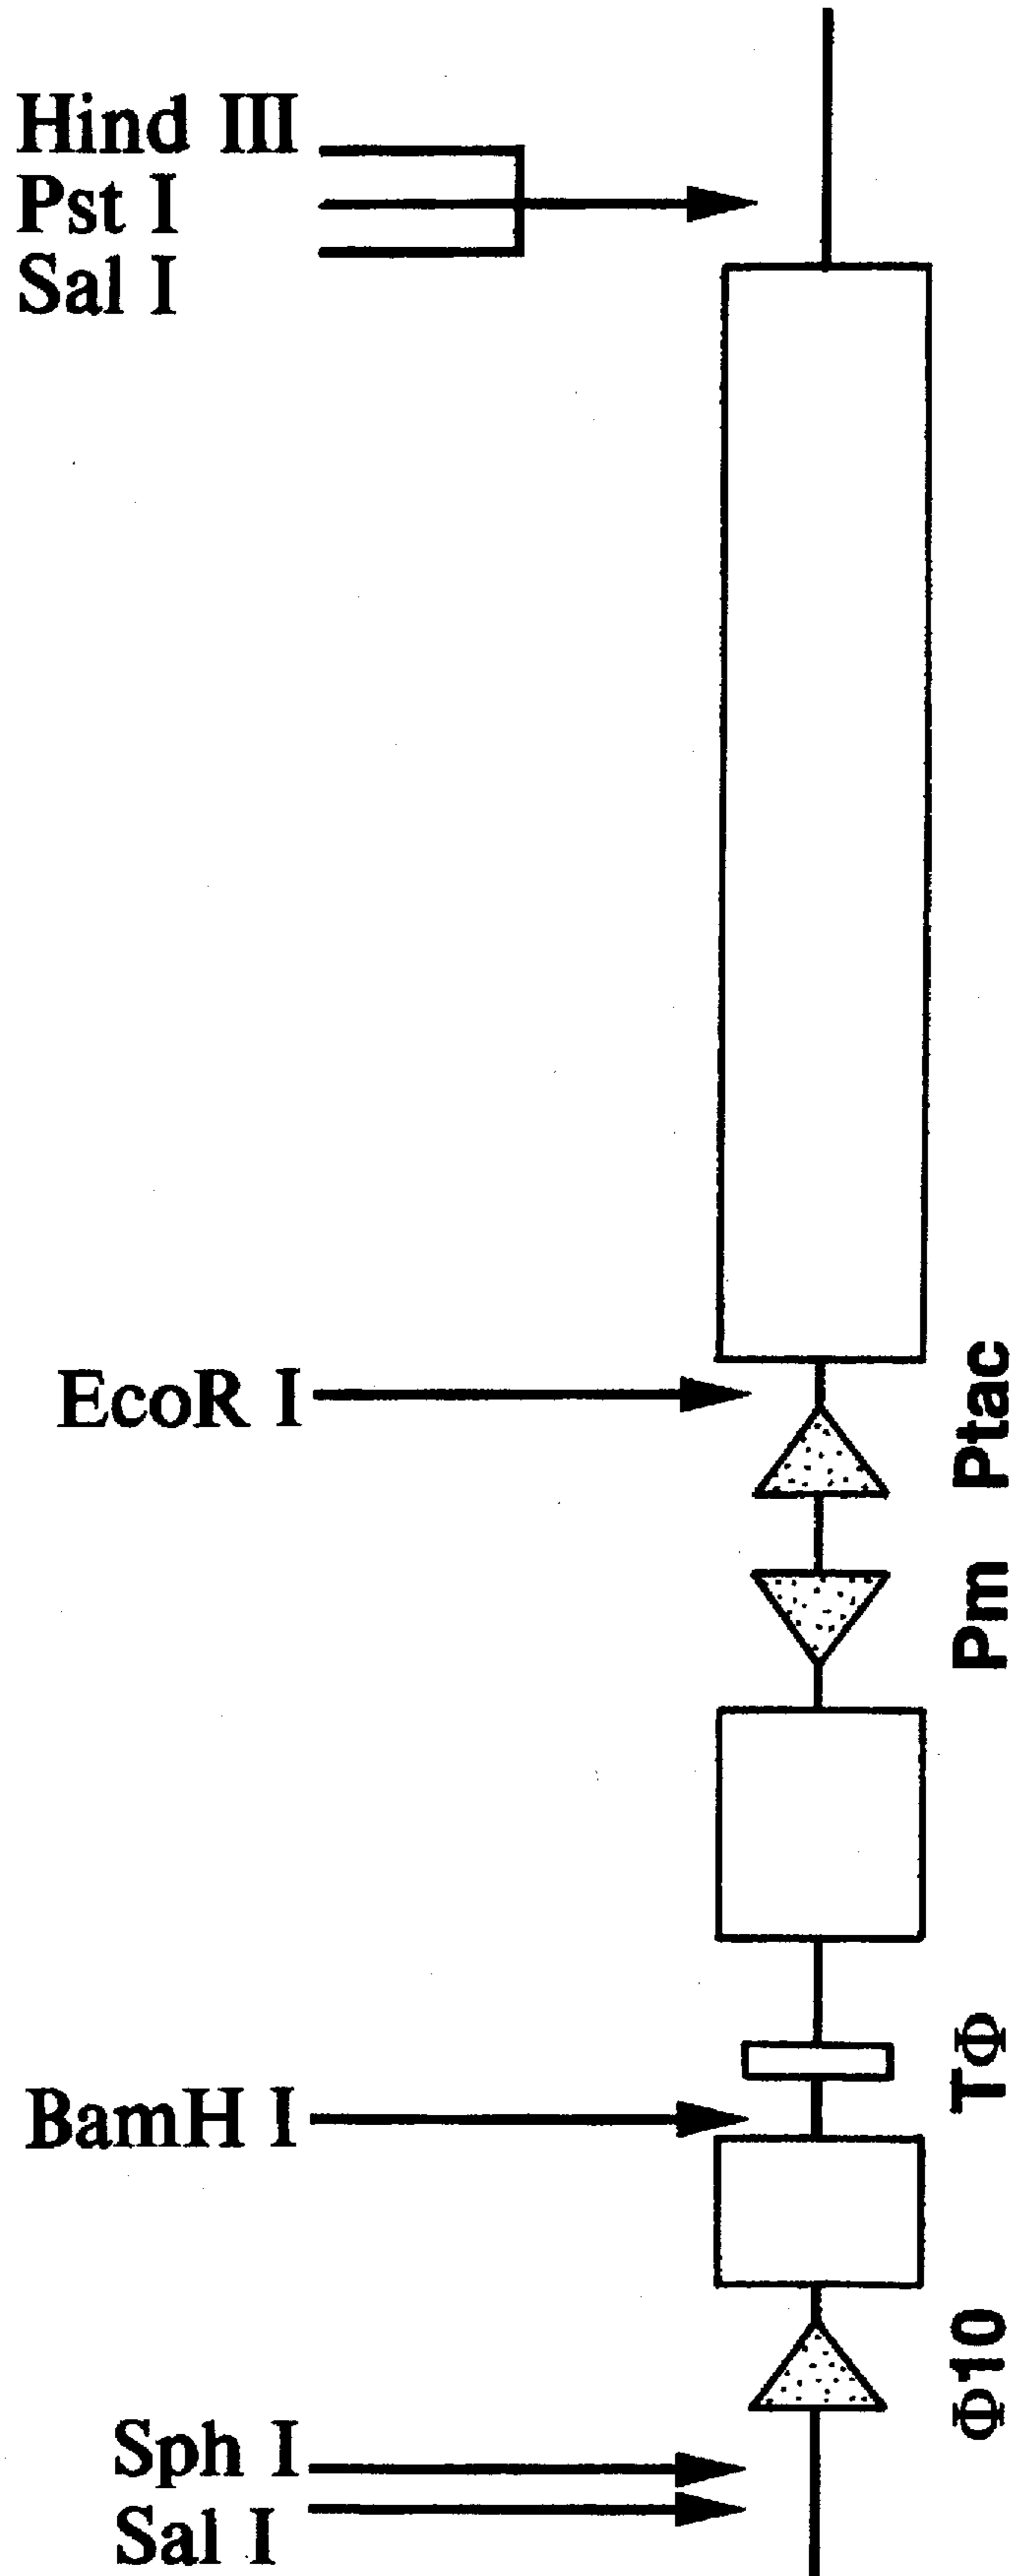 Hind III
Pst I
Sal I
EcoR I
Ptac
Pm
TΦ
BamH I
Φ10
Sph I
Sal I